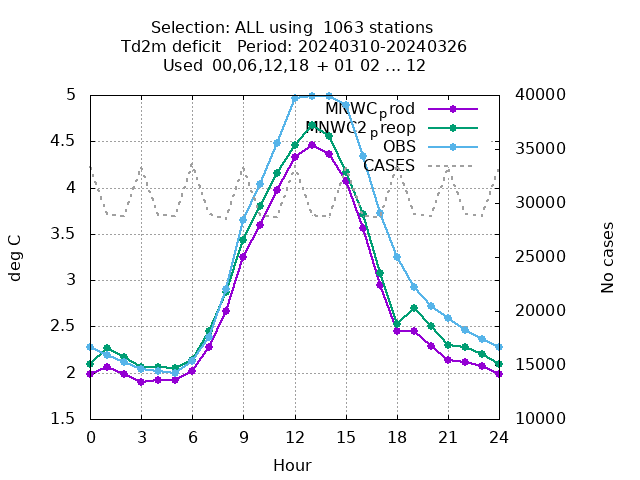 Selection: ALL using  1063 stations
Td2m deficit   Period: 20240310-20240326
Used  00,06,12,18 + 01 02 ... 12
5
4.5
4
3.5
3
2.5
2
1.5
deg C
40000
35000
30000
25000
20000
15000
10000
No cases
MNWCprod
MNWC2preop
OBS
CASES
0 3 6 9 12 15 18 21 24
Hour